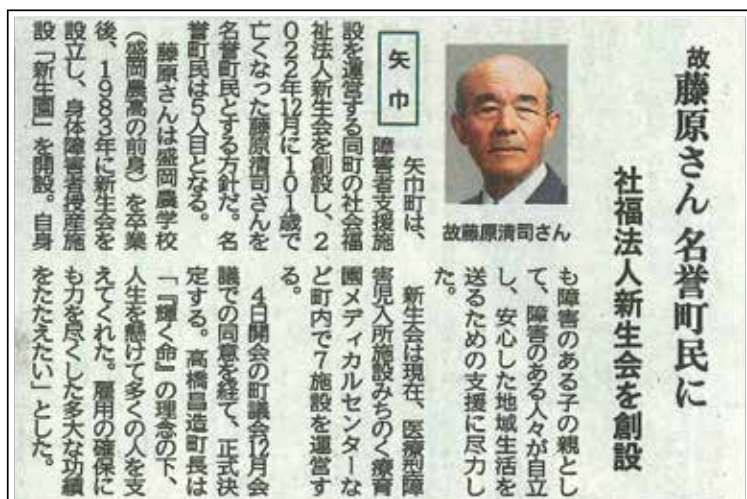 故藤原さん 名誉町民に
社福法人新生会を創設
故藤原清司さん
矢巾
矢巾町は、
障害者支援施
設を運営する同町の社会福
祉法人新生会を創設し、2
022年12月に101歳で
亡くなった藤原清司さんを
名誉町民とする方針だ。名
誉町民は5人目となる。
藤原さんは盛岡農学校
(盛岡農高の前身)を卒業
後、1983年に新生会を
設立し、身体障害者授産施
設「新生園」を開設。自身
も障害のある子の親とし
て、障害のある人々が自立
し、安心した地域生活を
送るための支援に尽力し
た。
新生会は現在、医療型障
害児入所施設みちのく療育
園メディカルセンターな
ど町内で7施設を運営す
る。
4日開会の町議会12月会
議での同意を経て、正式決
定する。高橋昌造町長は
「『輝く命』の理念の下、
人生を懸けて多くの人を支
えてくれた。雇用の確保に
も力を尽くした多大な功績
をたたえたい」とした。